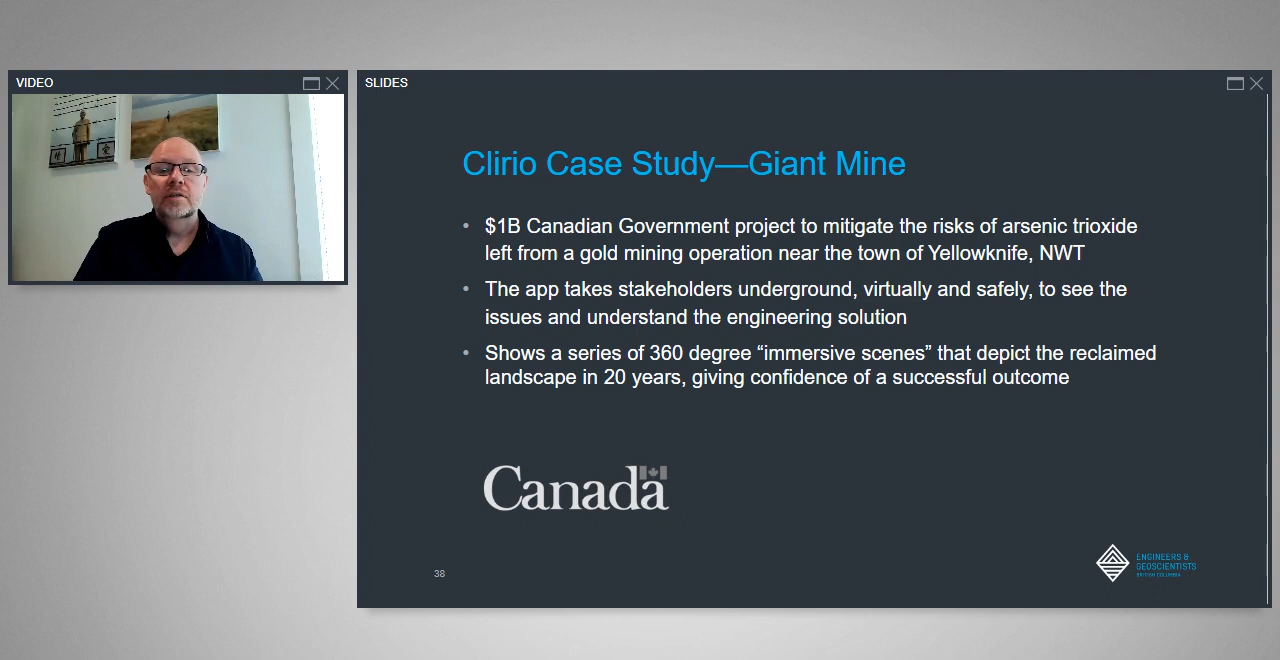 VIDEO
SLIDES
Clirio Case Study—Giant Mine
• $1B Canadian Government project to mitigate the risks of arsenic trioxide
left from a gold mining operation near the town of Yellowknife, NWT
• The app takes stakeholders underground, virtually and safely, to see the
issues and understand the engineering solution
• Shows a series of 360 degree “immersive scenes” that depict the reclaimed
landscape in 20 years, giving confidence of a successful outcome
Canada
38
ENGINEERS &
GEOSCIENTISTS
BRITISH COLUMBIA